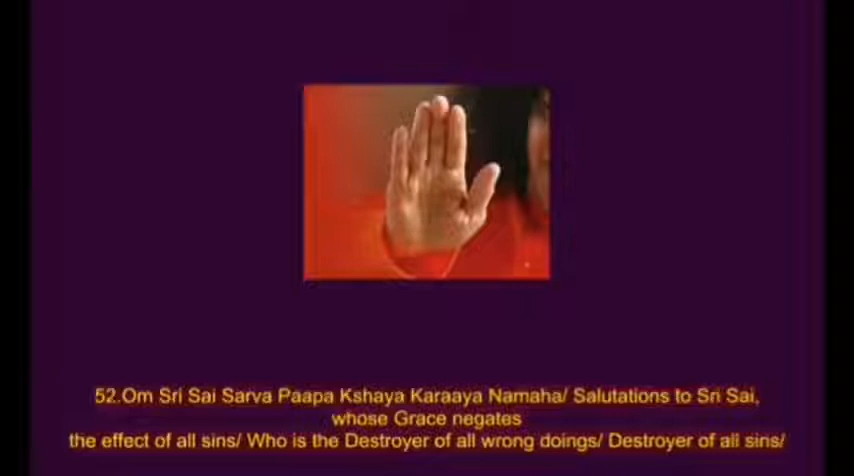 52.Om Sri Sai Sarva Paapa Kshaya Karaaya Namaha/ Salutations to Sri Sai,
whose Grace negates
the effect of all sins/ Who is the Destroyer of all wrong doings/ Destroyer of all sins/